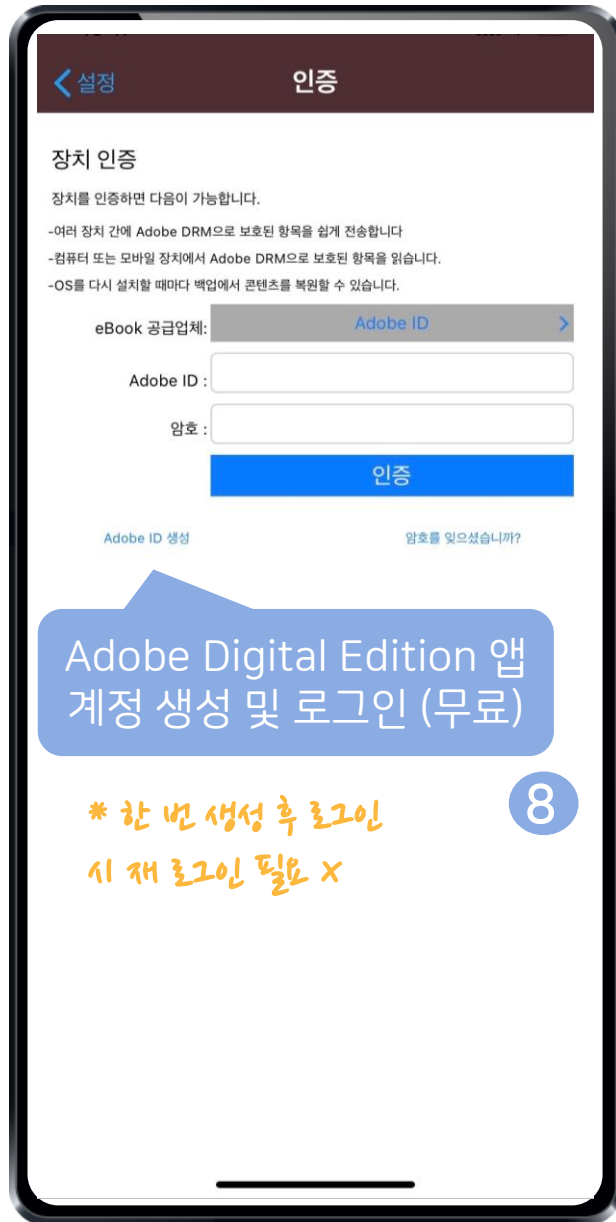 설정
인증
장치 인증
장치를 인증하면 다음이 가능합니다.
-여러 장치 간에 Adobe DRM으로 보호된 항목을 쉽게 전송합니다
-컴퓨터 또는 모바일 장치에서 Adobe DRM으로 보호된 항목을 읽습니다.
-OS를 다시 설치할 때마다 백업에서 콘텐츠를 복원할 수 있습니다.
eBook 공급업체: Adobe ID
Adobe ID :
암호 :
인증
Adobe ID 생성 암호를 잊으셨습니까?
Adobe Digital Edition 앱
계정 생성 및 로그인 (무료)
8
* 한 번 생성 후 로그인
시 재 로그인 필요 X